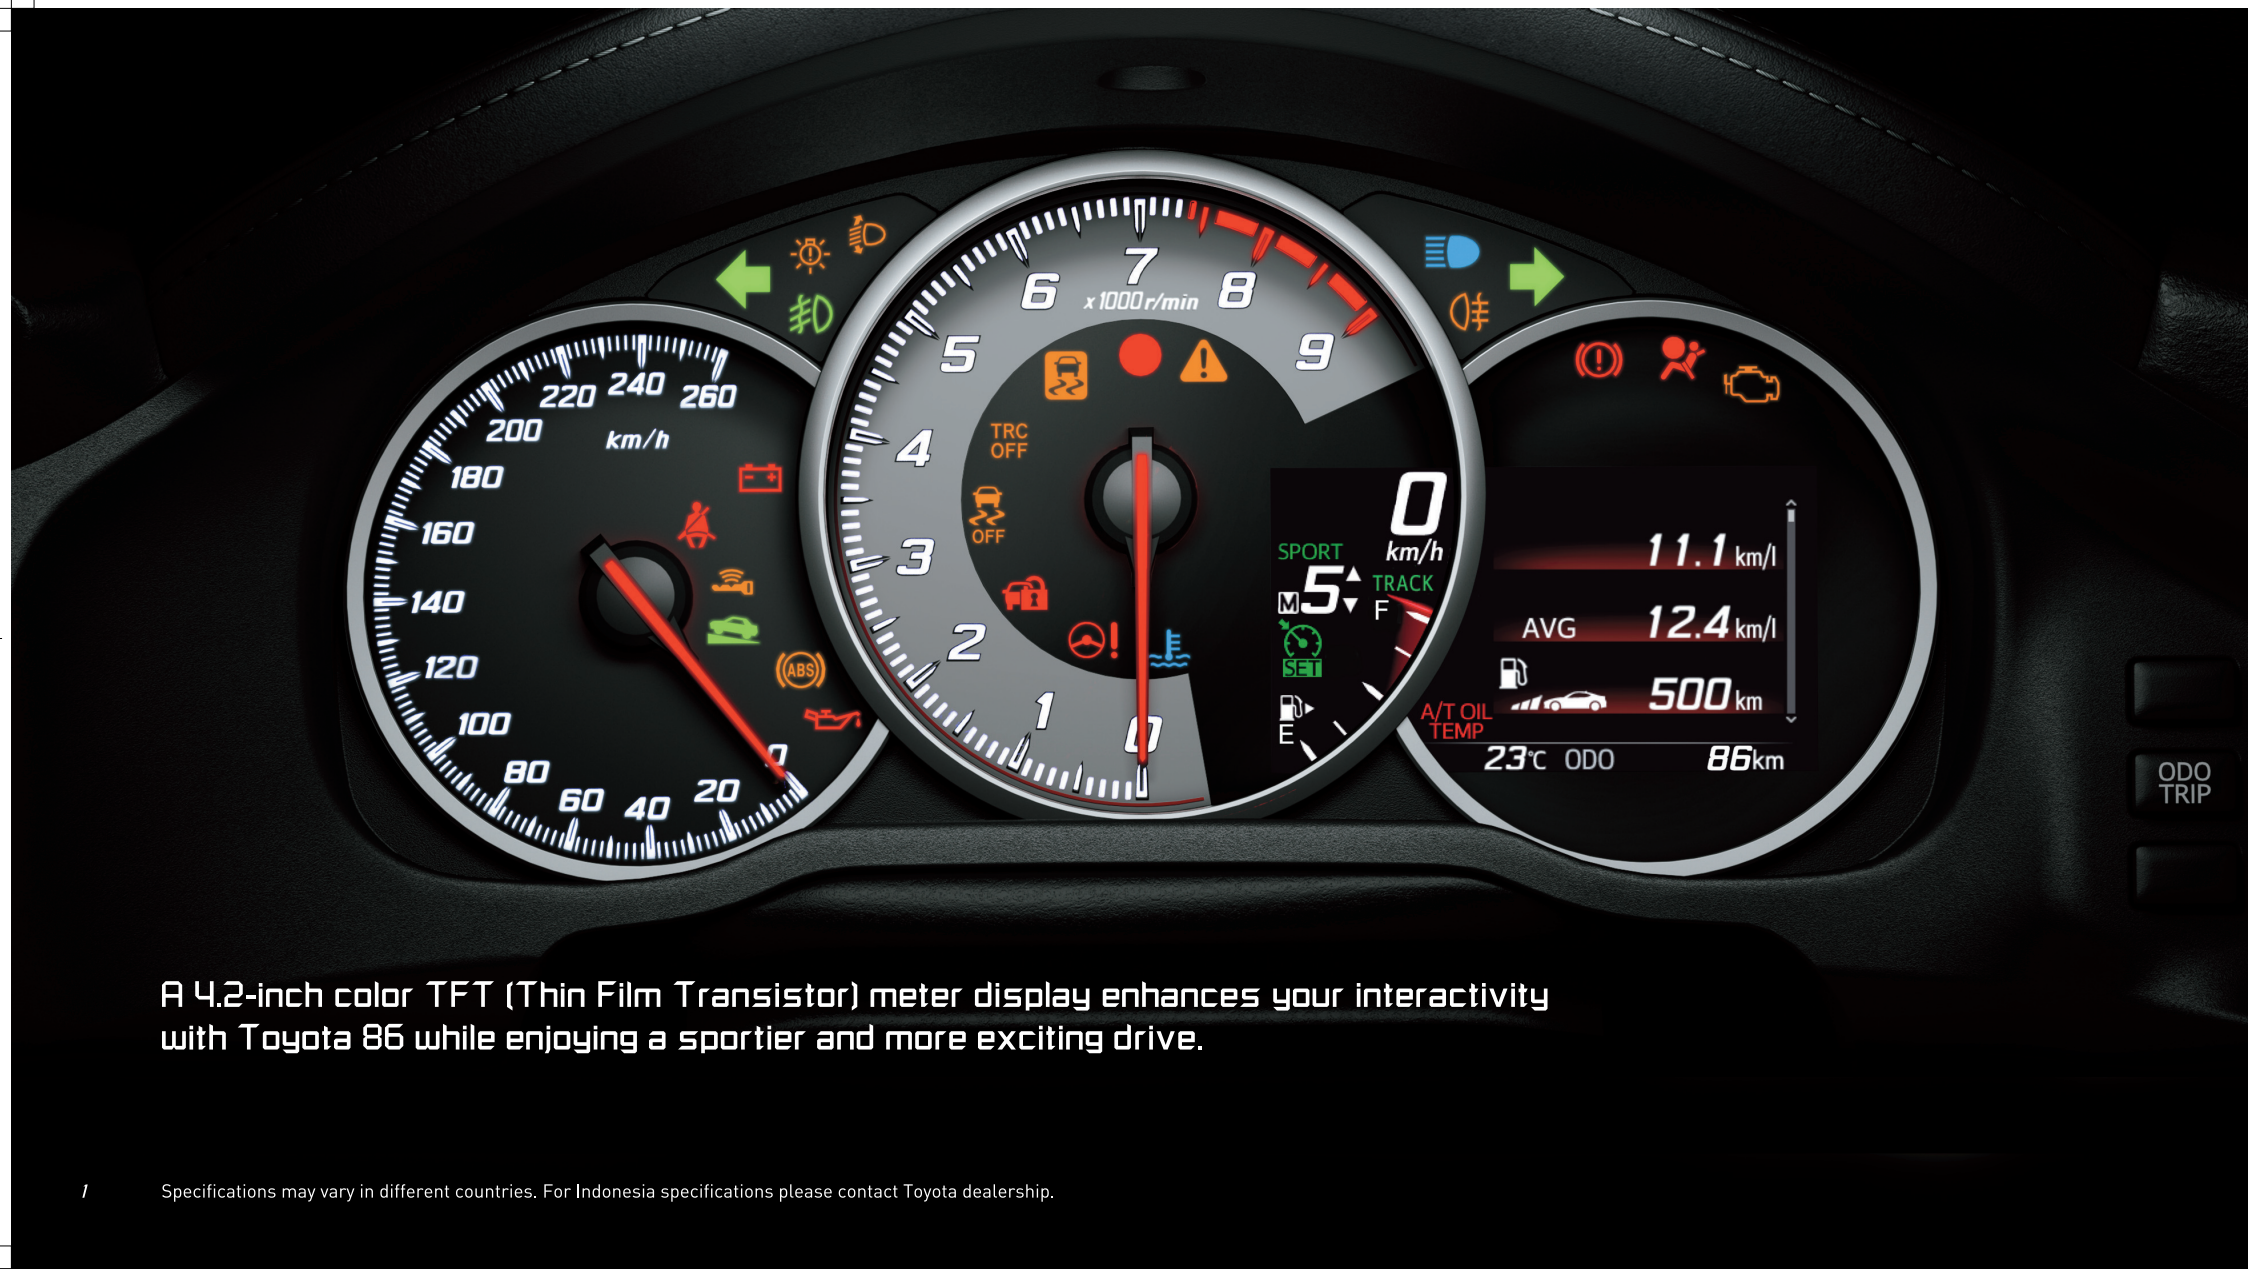 7
6
8
x1000r/min
5
9
220
240
260
200
km/h
TRC
OFF
4
180
0
km/h
160
OFF
3
SPORT
M 5
TRACK
F
11.1 km/l
140
AVG 12.4 km/l
2
SET
120
ABS
500 km
1
0
E
A/T OIL
TEMP
100
0
23°C ODO 86km
80
60
40
20
ODO
TRIP
A 4.2-inch color TFT (Thin Film Transistor) meter display enhances your interactivity
with Toyota 86 while enjoying a sportier and more exciting drive.
1
Specifications may vary in different countries. For Indonesia specifications please contact Toyota dealership.